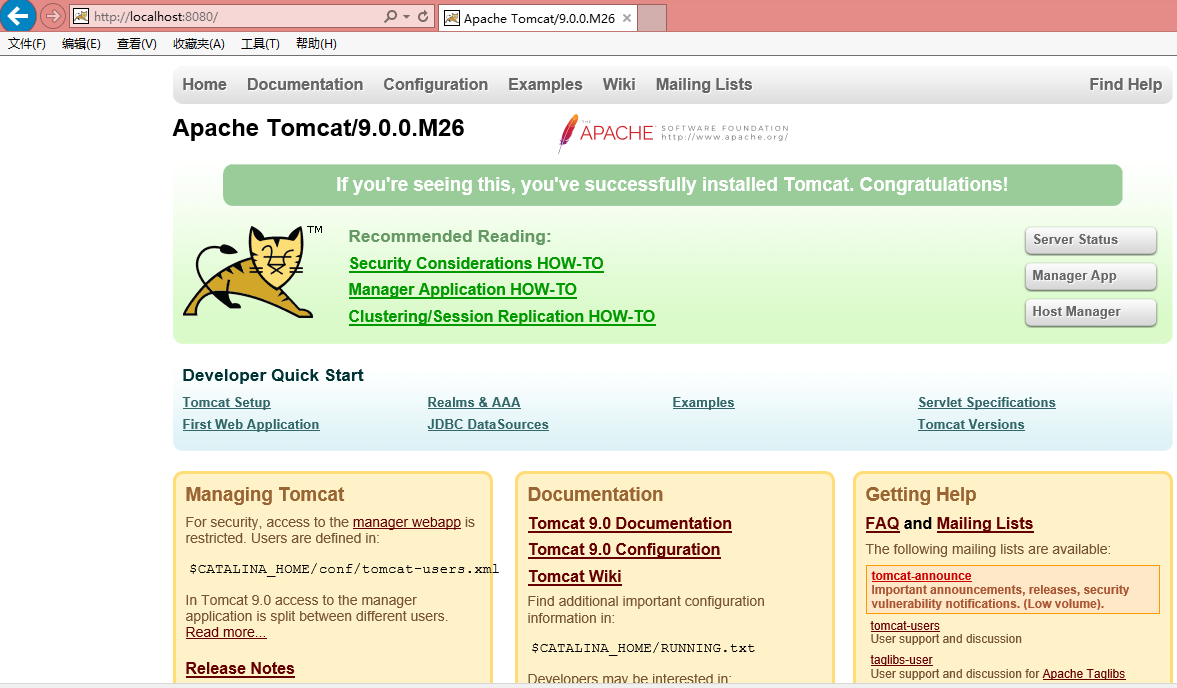 http://localhost:8080/
Apache Tomcat/9.0.0.M26
文件(F) 编辑(E) 查看(V) 收藏夹(A) 工具(T) 帮助(H)
Home Documentation Configuration Examples Wiki Mailing Lists Find Help
Apache Tomcat/9.0.0.M26
THE APACHE SOFTWARE FOUNDATION
http://www.apache.org/
If you're seeing this, you've successfully installed Tomcat. Congratulations!
TM
Recommended Reading:
Security Considerations HOW-TO
Manager Application HOW-TO
Clustering/Session Replication HOW-TO
Server Status
Manager App
Host Manager
Developer Quick Start
Tomcat Setup Realms & AAA Examples Servlet Specifications
First Web Application JDBC DataSources Tomcat Versions
Managing Tomcat
For security, access to the manager webapp is
restricted. Users are defined in:
$CATALINA_HOME/conf/tomcat-users.xml
In Tomcat 9.0 access to the manager
application is split between different users.
Read more...
Release Notes
Documentation
Tomcat 9.0 Documentation
Tomcat 9.0 Configuration
Tomcat Wiki
Find additional important configuration
information in:
$CATALINA_HOME/RUNNING.txt
Developers may be interested in:
Getting Help
FAQ and Mailing Lists
The following mailing lists are available:
tomcat-announce
Important announcements, releases, security
vulnerability notifications. (Low volume).
tomcat-users
User support and discussion
taglibs-user
User support and discussion for Apache Taglibs